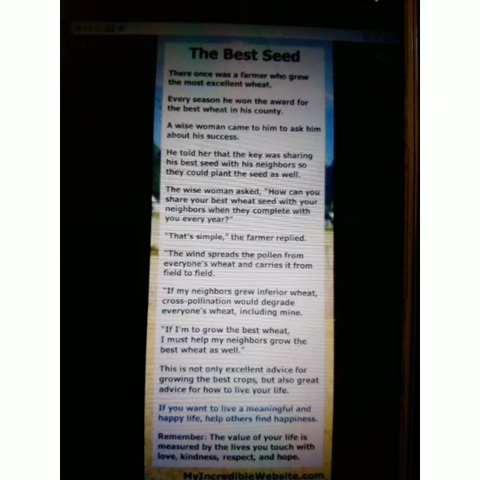 The Best Seed
There once was a farmer who grew
the most excellent wheat.
Every season he won the award for
the best wheat in his county.
A wise woman came to him to ask him
about his success.
He told her that the key was sharing
his best seed with his neighbors so
they could plant the seed as well.
The wise woman asked, "How can you
share your best wheat seed with your
neighbors when they complete with
you every year?"
"That's simple," the farmer replied.
"The wind spreads the pollen from
everyone's wheat and carries it from
field to field.
"If my neighbors grew inferior wheat,
cross-pollination would degrade
everyone's wheat, including mine.
"If I'm to grow the best wheat,
I must help my neighbors grow the
best wheat as well."
This is not only excellent advice for
growing the best crops, but also great
advice for how to live your life.
If you want to live a meaningful and
happy life, help others find happiness.
Remember: The value of your life is
measured by the lives you touch with
love, kindness, respect, and hope.
MyIncredibleWebsite.com